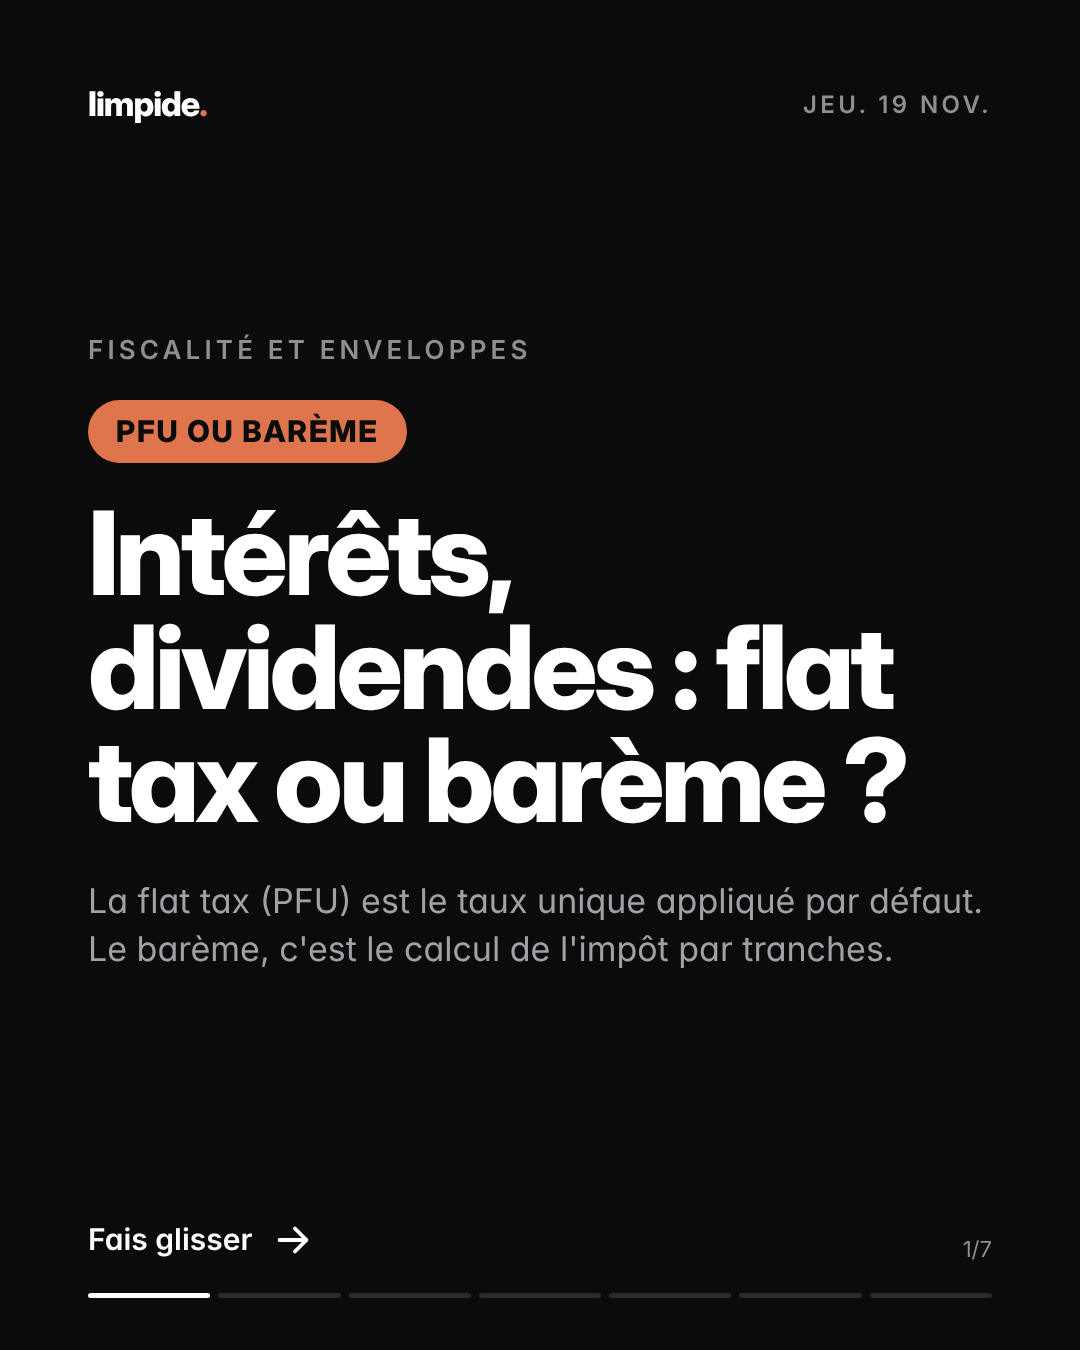 limpide.
JEU. 19 NOV.
FISCALITÉ ET ENVELOPPES
PFU OU BARÈME
Intérêts,
dividendes : flat
tax ou barème ?
La flat tax (PFU) est le taux unique appliqué par défaut.
Le barème, c'est le calcul de l'impôt par tranches.
Fais glisser →
1/7